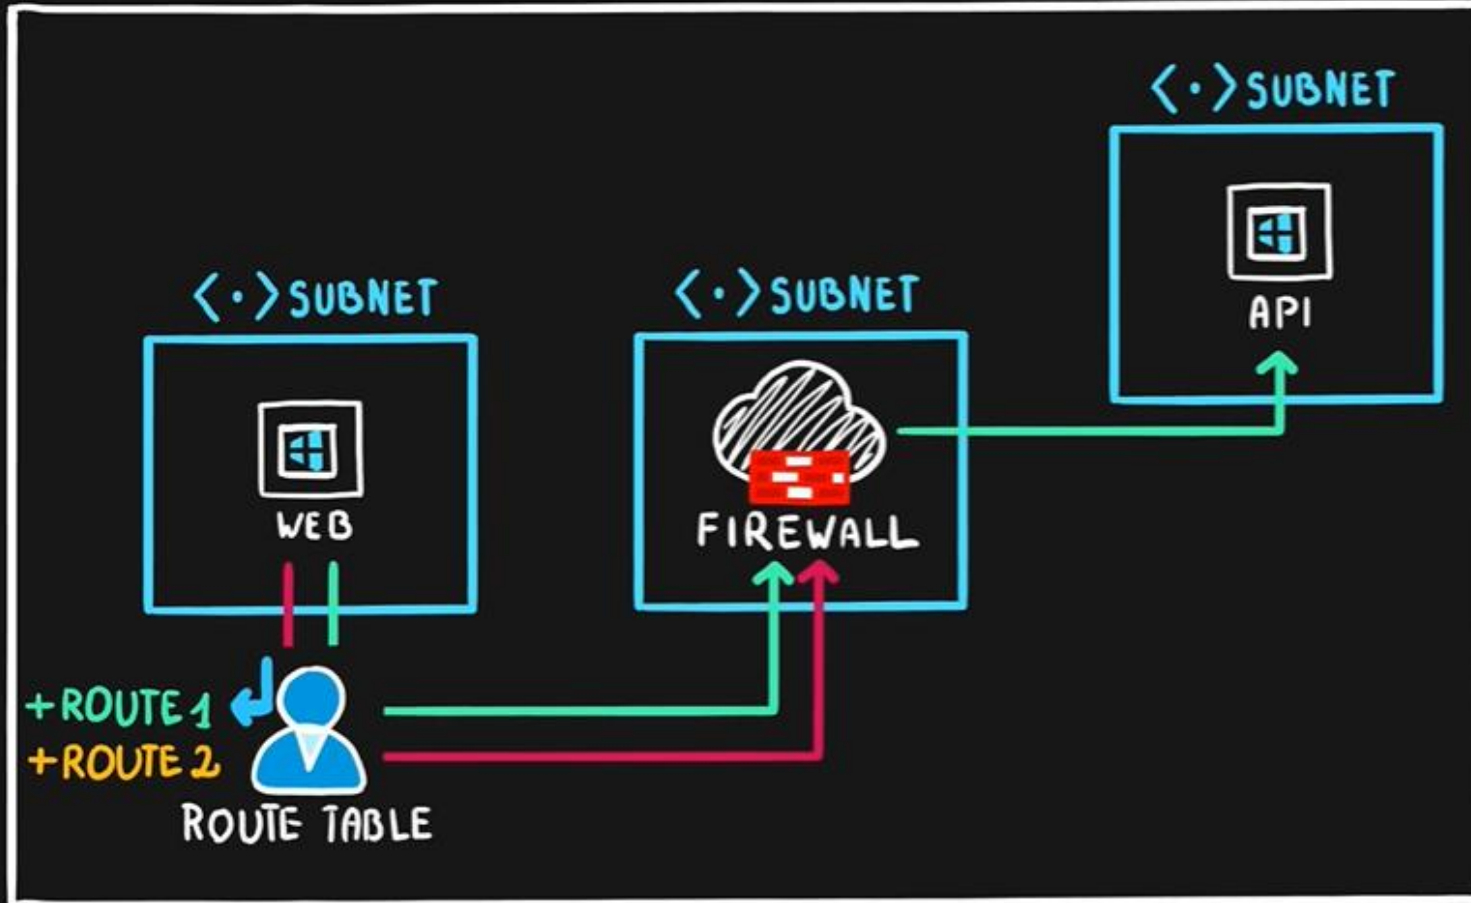 <·> SUBNET
API
<·> SUBNET
WEB
<·> SUBNET
FIREWALL
+ROUTE 1
+ROUTE 2
ROUTE TABLE